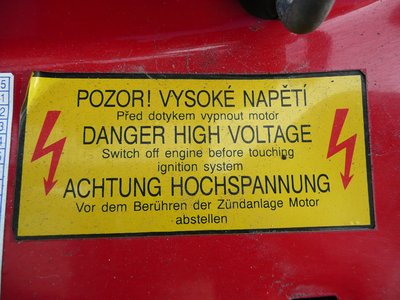 POZOR! VYSOKÉ NAPĚTÍ
Před dotykem vypnout motor
DANGER HIGH VOLTAGE
Switch off engine before touching
ignition system
ACHTUNG HOCHSPANNUNG
Vor dem Berühren der Zündanlage Motor
abstellen